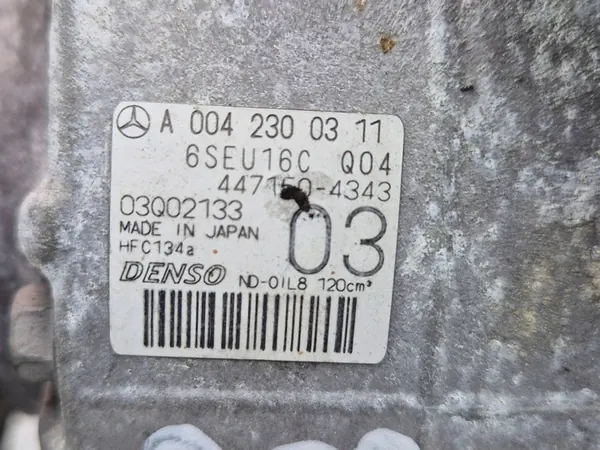 A 004 230 03 11
6SEU16C Q04
447150-4343
03Q02133
MADE IN JAPAN
HFC134a
03
DENSO
ND-OIL8 120cm³